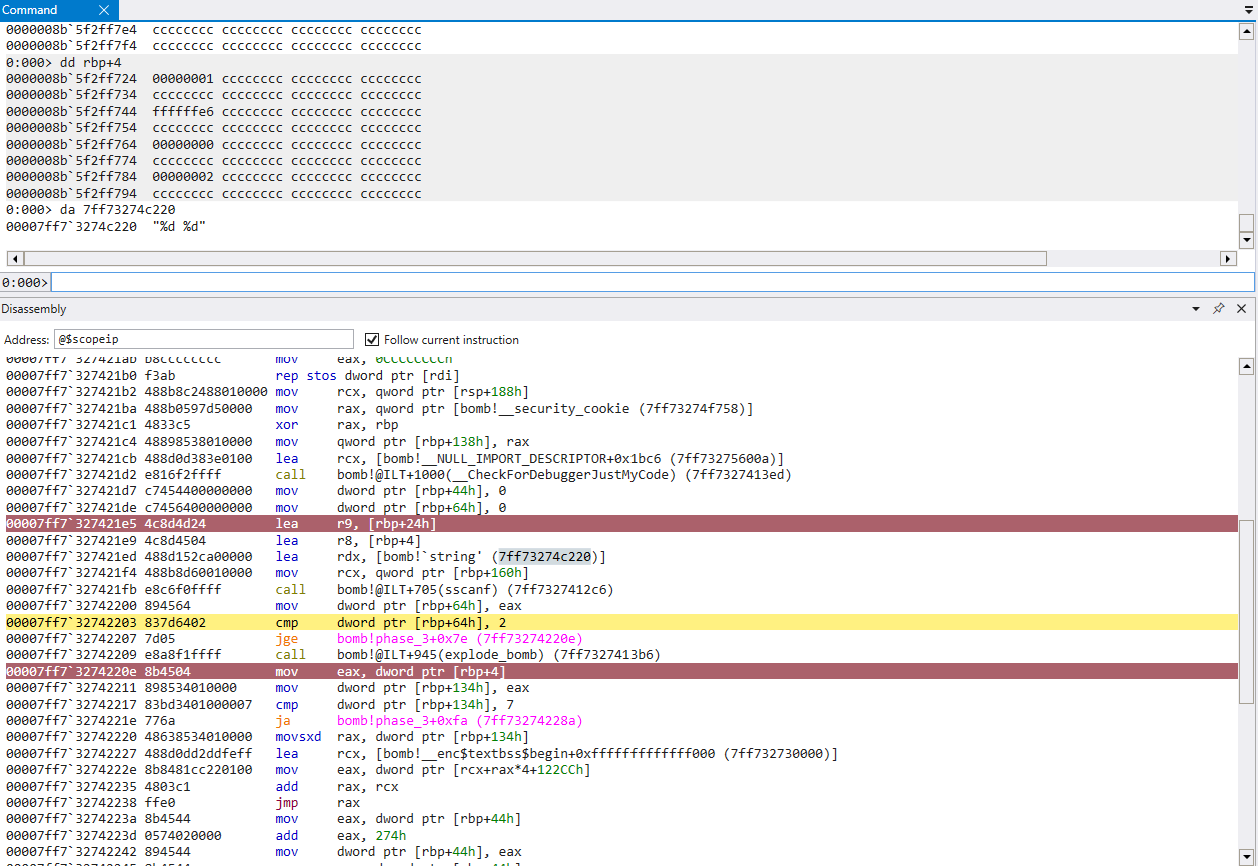 Command
0000008b`5f2ff7e4  cccccccc cccccccc cccccccc cccccccc
0000008b`5f2ff7f4  cccccccc cccccccc cccccccc cccccccc
0:000> dd rbp+4
0000008b`5f2ff724  00000001 cccccccc cccccccc cccccccc
0000008b`5f2ff734  cccccccc cccccccc cccccccc cccccccc
0000008b`5f2ff744  ffffffe6 cccccccc cccccccc cccccccc
0000008b`5f2ff754  cccccccc cccccccc cccccccc cccccccc
0000008b`5f2ff764  00000000 cccccccc cccccccc cccccccc
0000008b`5f2ff774  cccccccc cccccccc cccccccc cccccccc
0000008b`5f2ff784  00000002 cccccccc cccccccc cccccccc
0000008b`5f2ff794  cccccccc cccccccc cccccccc cccccccc
0:000> da 7ff73274c220
00007ff7`3274c220  "%d %d"
0:000>
Disassembly
Address: @$scopeip Follow current instruction
00007ff7`327421ab b8cccccccc mov eax, 0CCCCCCCCh
00007ff7`327421b0 f3ab rep stos dword ptr [rdi]
00007ff7`327421b2 488b8c2488010000 mov rcx, qword ptr [rsp+188h]
00007ff7`327421ba 488b0597d50000 mov rax, qword ptr [bomb!__security_cookie (7ff73274f758)]
00007ff7`327421c1 4833c5 xor rax, rbp
00007ff7`327421c4 48898538010000 mov qword ptr [rbp+138h], rax
00007ff7`327421cb 488d0d383e0100 lea rcx, [bomb!__NULL_IMPORT_DESCRIPTOR+0x1bc6 (7ff73275600a)]
00007ff7`327421d2 e816f2ffff call bomb!@ILT+1000(__CheckForDebuggerJustMyCode) (7ff7327413ed)
00007ff7`327421d7 c7454400000000 mov dword ptr [rbp+44h], 0
00007ff7`327421de c7456400000000 mov dword ptr [rbp+64h], 0
00007ff7`327421e5 4c8d4d24 lea r9, [rbp+24h]
00007ff7`327421e9 4c8d4504 lea r8, [rbp+4]
00007ff7`327421ed 488d152ca00000 lea rdx, [bomb!`string' (7ff73274c220)]
00007ff7`327421f4 488b8d60010000 mov rcx, qword ptr [rbp+160h]
00007ff7`327421fb e8c6f0ffff call bomb!@ILT+705(sscanf) (7ff7327412c6)
00007ff7`32742200 894564 mov dword ptr [rbp+64h], eax
00007ff7`32742203 837d6402 cmp dword ptr [rbp+64h], 2
00007ff7`32742207 7d05 jge bomb!phase_3+0x7e (7ff73274220e)
00007ff7`32742209 e8a8f1ffff call bomb!@ILT+945(explode_bomb) (7ff7327413b6)
00007ff7`3274220e 8b4504 mov eax, dword ptr [rbp+4]
00007ff7`32742211 898534010000 mov dword ptr [rbp+134h], eax
00007ff7`32742217 83bd3401000007 cmp dword ptr [rbp+134h], 7
00007ff7`3274221e 776a ja bomb!phase_3+0xfa (7ff73274228a)
00007ff7`32742220 48638534010000 movsxd rax, dword ptr [rbp+134h]
00007ff7`32742227 488d0dd2ddfeff lea rcx, [bomb!__enc$textbss$begin+0xfffffffffffff000 (7ff732730000)]
00007ff7`3274222e 8b8481cc220100 mov eax, dword ptr [rcx+rax*4+122CCh]
00007ff7`32742235 4803c1 add rax, rcx
00007ff7`32742238 ffe0 jmp rax
00007ff7`3274223a 8b4544 mov eax, dword ptr [rbp+44h]
00007ff7`3274223d 0574020000 add eax, 274h
00007ff7`32742242 894544 mov dword ptr [rbp+44h], eax